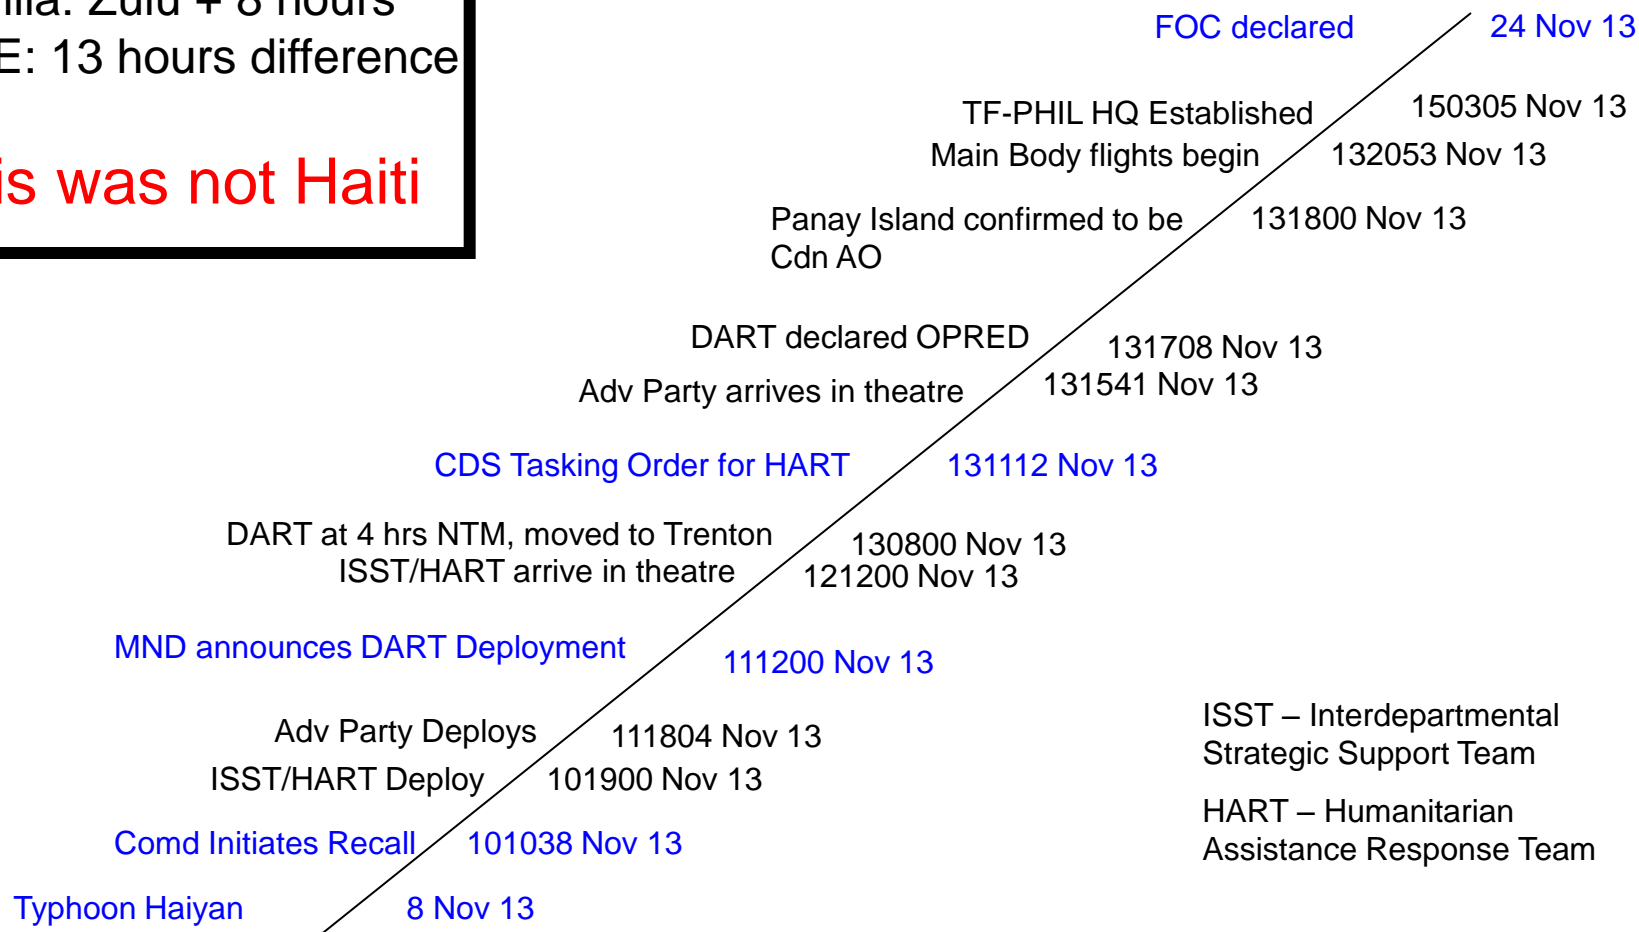 Zulu + 8 hours
E: 13 hours difference
is was not Haiti
FOC declared 24 Nov 13
TF-PHIL HQ Established 150305 Nov 13
Main Body flights begin 132053 Nov 13
Panay Island confirmed to be 131800 Nov 13
Cdn AO
DART declared OPRED 131708 Nov 13
Adv Party arrives in theatre 131541 Nov 13
CDS Tasking Order for HART 131112 Nov 13
DART at 4 hrs NTM, moved to Trenton 130800 Nov 13
ISST/HART arrive in theatre 121200 Nov 13
MND announces DART Deployment 111200 Nov 13
Adv Party Deploys 111804 Nov 13
ISST/HART Deploy 101900 Nov 13
Comd Initiates Recall 101038 Nov 13
Typhoon Haiyan 8 Nov 13
ISST – Interdepartmental
Strategic Support Team
HART – Humanitarian
Assistance Response Team